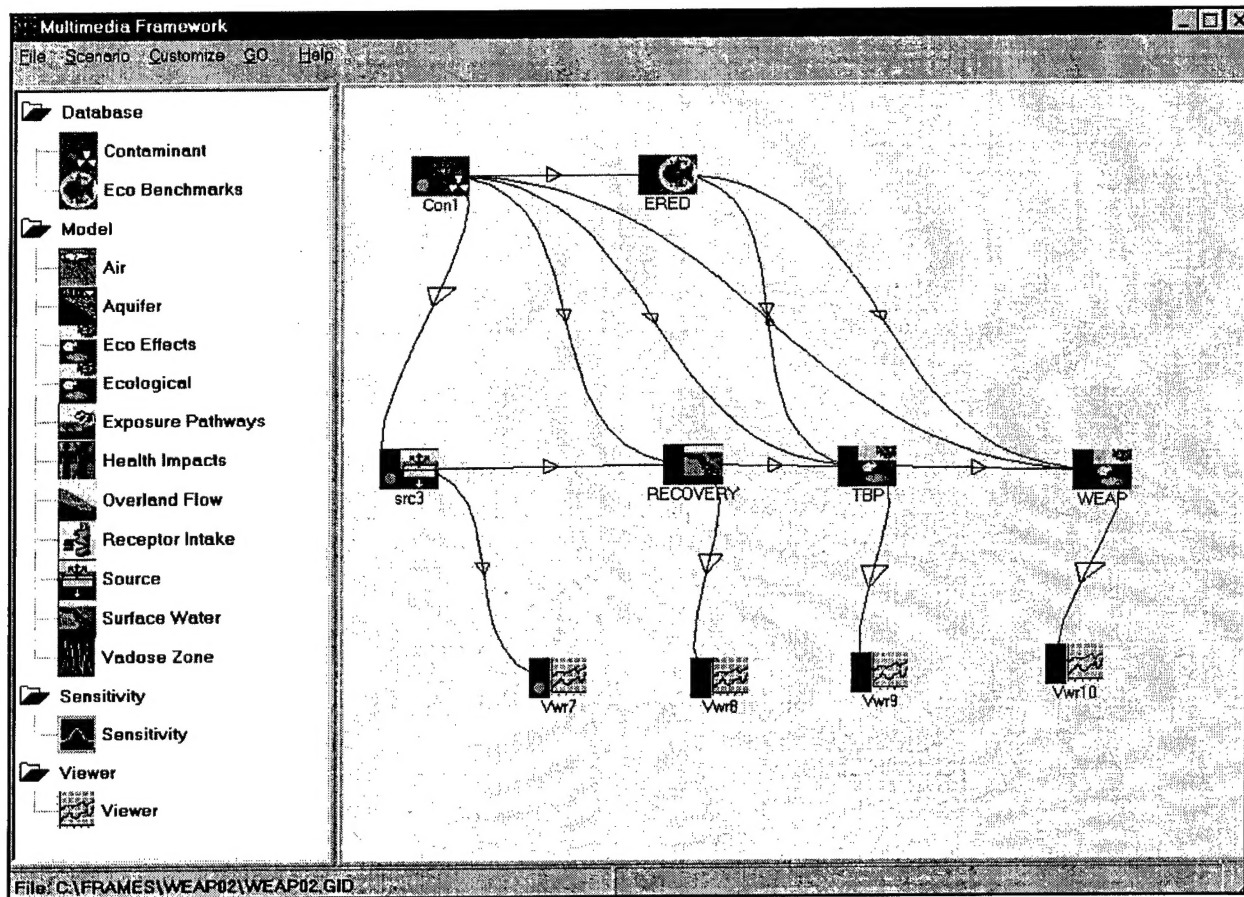 Multimedia Framework
File Scenario Customize GO Help
Database
Contaminant
Eco Benchmarks
Model
Air
Aquifer
Eco Effects
Ecological
Exposure Pathways
Health Impacts
Overland Flow
Receptor Intake
Source
Surface Water
Vadose Zone
Sensitivity
Sensitivity
Viewer
Viewer
Con1 ERED
src3 RECOVERY TBP WEAP
Vwr7 Vwr8 Vwr9 Vwr10
File: C:\FRAMES\WEAP02\WEAP02.GID